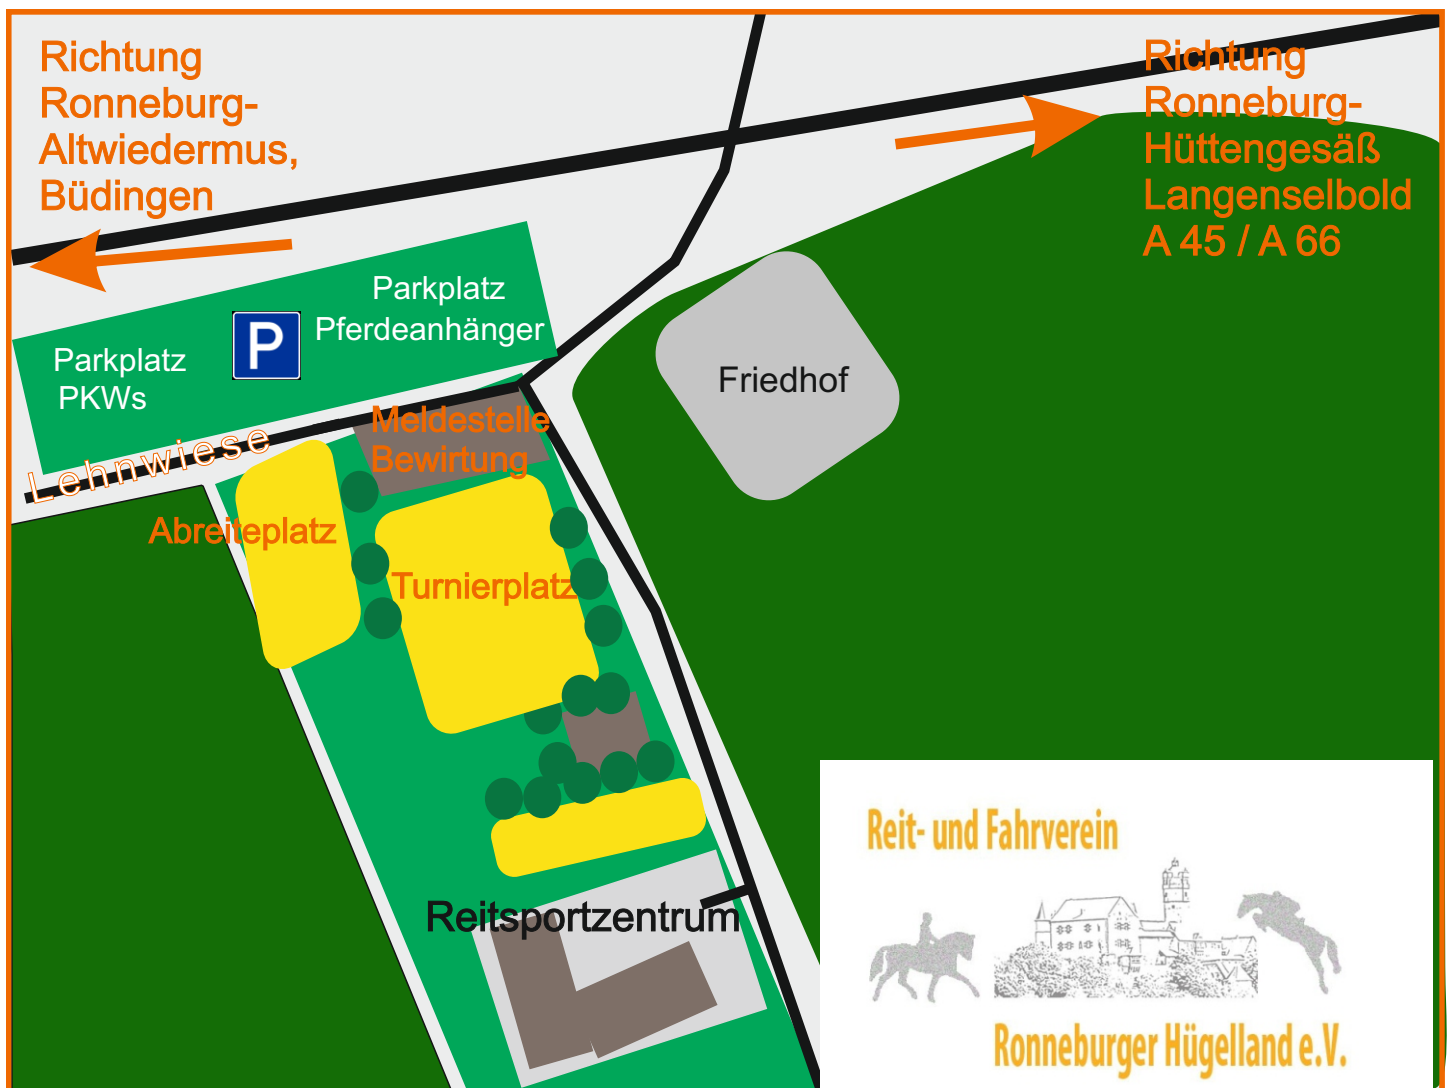 Richtung
Ronneburg-
Altwiedermus,
Büdingen
Richtung
Ronneburg-
Hüttengesäß
Langenselbold
A 45 / A 66
Parkplatz
Pferdeanhänger
P
Parkplatz
PKWs
Friedhof
Meldestelle
Bewirtung
Lehnwiese
Abreiteplatz
Turnierplatz
Reitsportzentrum
Reit- und Fahrverein
Ronneburger Hügelland e.V.